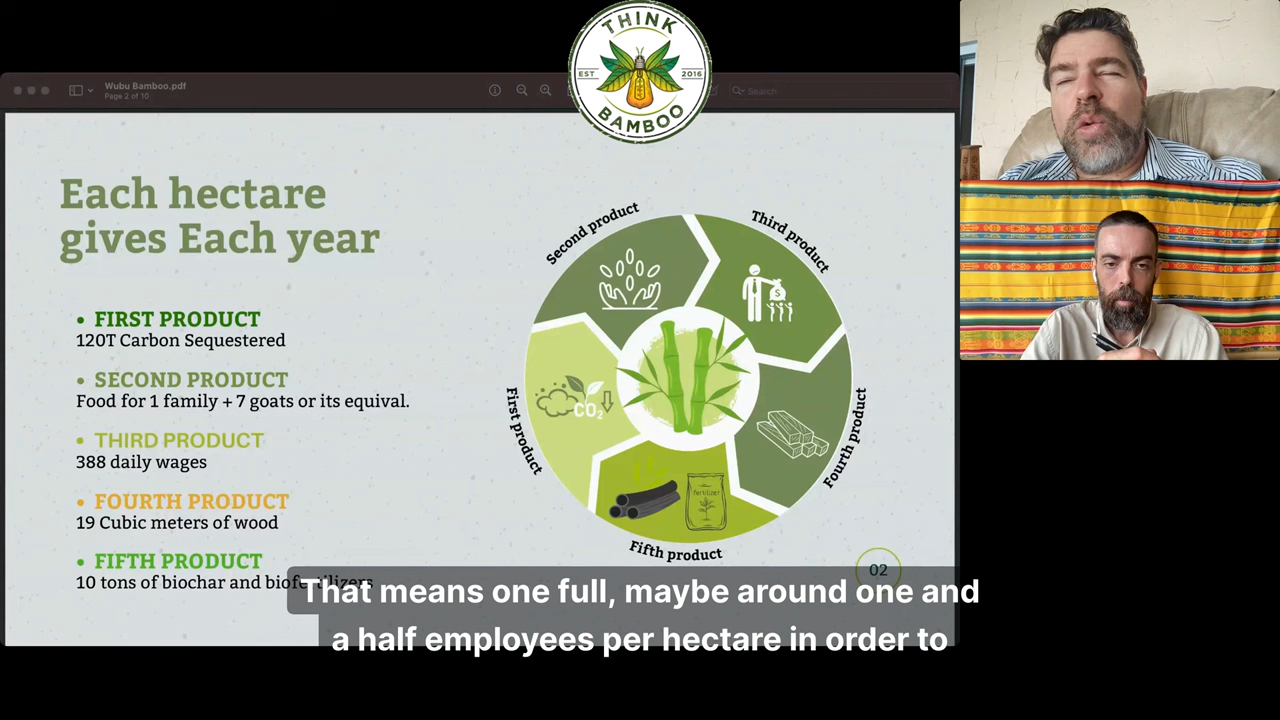 THINK
EST
2016
BAMBOO
Wubu Bamboo.pdf
Page 2 of 10
Search
Each hectare
gives Each year
• FIRST PRODUCT
120T Carbon Sequestered
• SECOND PRODUCT
Food for 1 family + 7 goats or its equival.
• THIRD PRODUCT
388 daily wages
• FOURTH PRODUCT
19 Cubic meters of wood
• FIFTH PRODUCT
10 tons of biochar and biofertilizers
Second product
Third product
First product
CO2
$
Fourth product
fertilizer
Fifth product
02
That means one full, maybe around one and
a half employees per hectare in order to